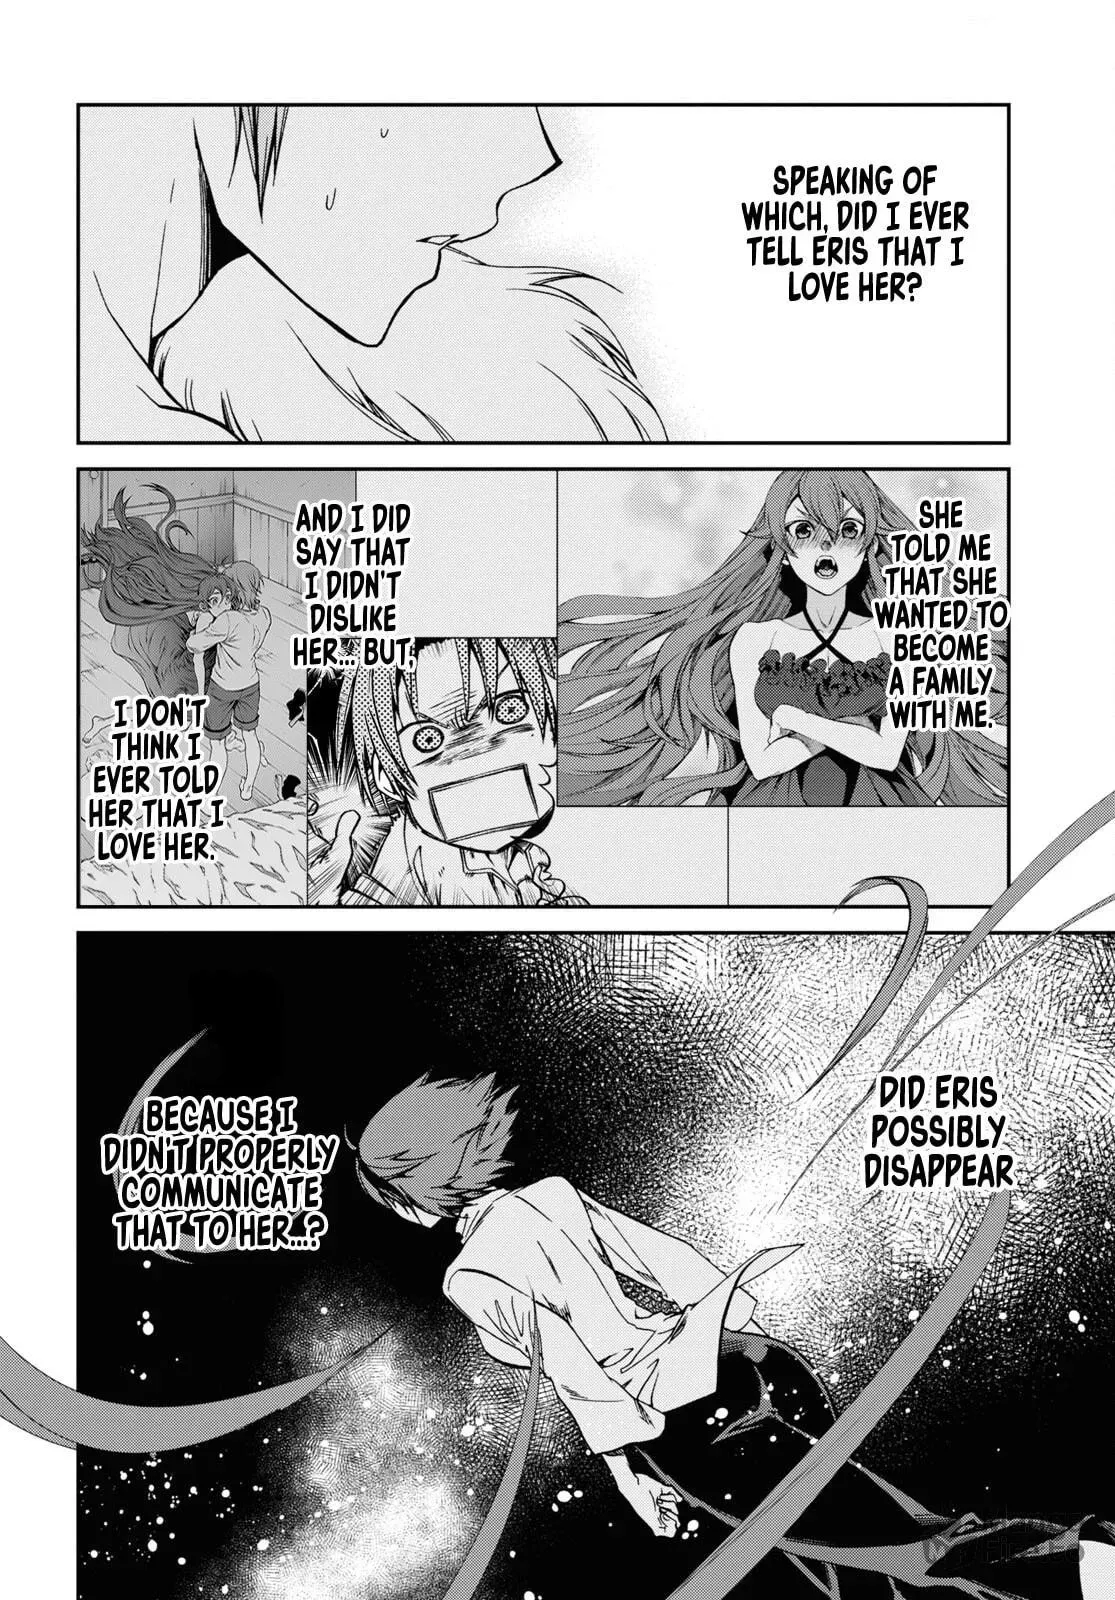 SPEAKING OF
WHICH, DID I EVER
TELL ERIS THAT I
LOVE HER?
SHE
TOLD ME
THAT SHE
WANTED TO
BECOME
A FAMILY
WITH ME.
AND I DID
SAY THAT
I DIDN'T
DISLIKE
HER... BUT,
I DON'T
THINK I
EVER TOLD
HER THAT I
LOVE HER.
DID ERIS
POSSIBLY
DISAPPEAR
BECAUSE I
DIDN'T PROPERLY
COMMUNICATE
THAT TO HER...?